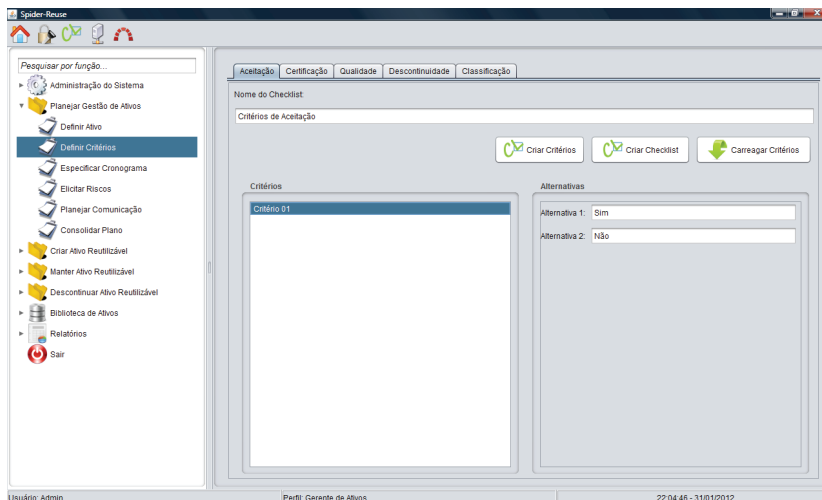 Spider-Reuse
Pesquisar por função...
Administração do Sistema
Planejar Gestão de Ativos
Definir Ativo
Definir Critérios
Especificar Cronograma
Elicitar Riscos
Planejar Comunicação
Consolidar Plano
Criar Ativo Reutilizável
Manter Ativo Reutilizável
Descontinuar Ativo Reutilizável
Biblioteca de Ativos
Relatórios
Sair
Aceitação Certificação Qualidade Descontinuidade Classificação
Nome do Checklist:
Critérios de Aceitação
Criar Critérios Criar Checklist Carreagar Critérios
Critérios
Critério 01
Alternativas
Alternativa 1: Sim
Alternativa 2: Não
Usuário: Admin Perfil: Gerente de Ativos 22:04:46 - 31/01/2012